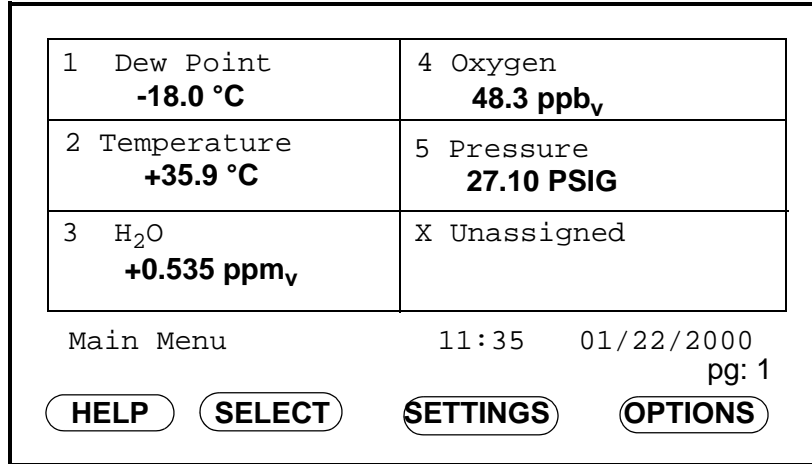 1 Dew Point
-18.0 °C
4 Oxygen
48.3 ppbv
2 Temperature
+35.9 °C
5 Pressure
27.10 PSIG
3 H2O
+0.535 ppmv
X Unassigned
Main Menu 11:35 01/22/2000
pg: 1
HELP SELECT SETTINGS OPTIONS